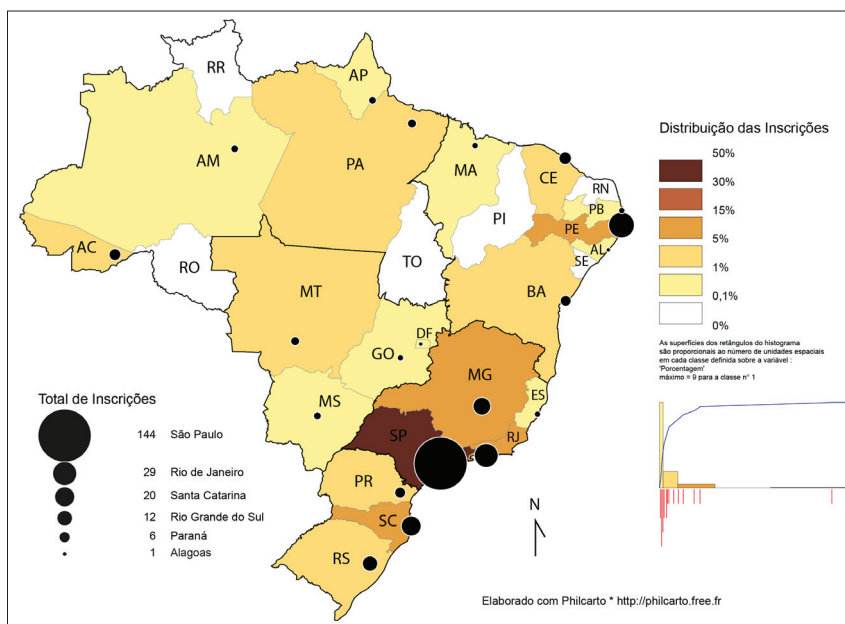 RR
AP
AM
PA
MA
CE
RN
PB
PE
AL
SE
PI
AC
RO
TO
MT
BA
DF
GO
MG
MS
ES
SP
RJ
PR
SC
RS
N
Distribuição das Inscrições
50%
30%
15%
5%
1%
0,1%
0%
As superfícies dos retângulos do histograma
são proporcionais ao número de unidades espaciais
em cada classe definida sobre a variável :
'Porcentagem'
máximo = 9 para a classe n° 1
Total de Inscrições
144 São Paulo
29 Rio de Janeiro
20 Santa Catarina
12 Rio Grande do Sul
6 Paraná
1 Alagoas
Elaborado com Philcarto * http://philcarto.free.fr